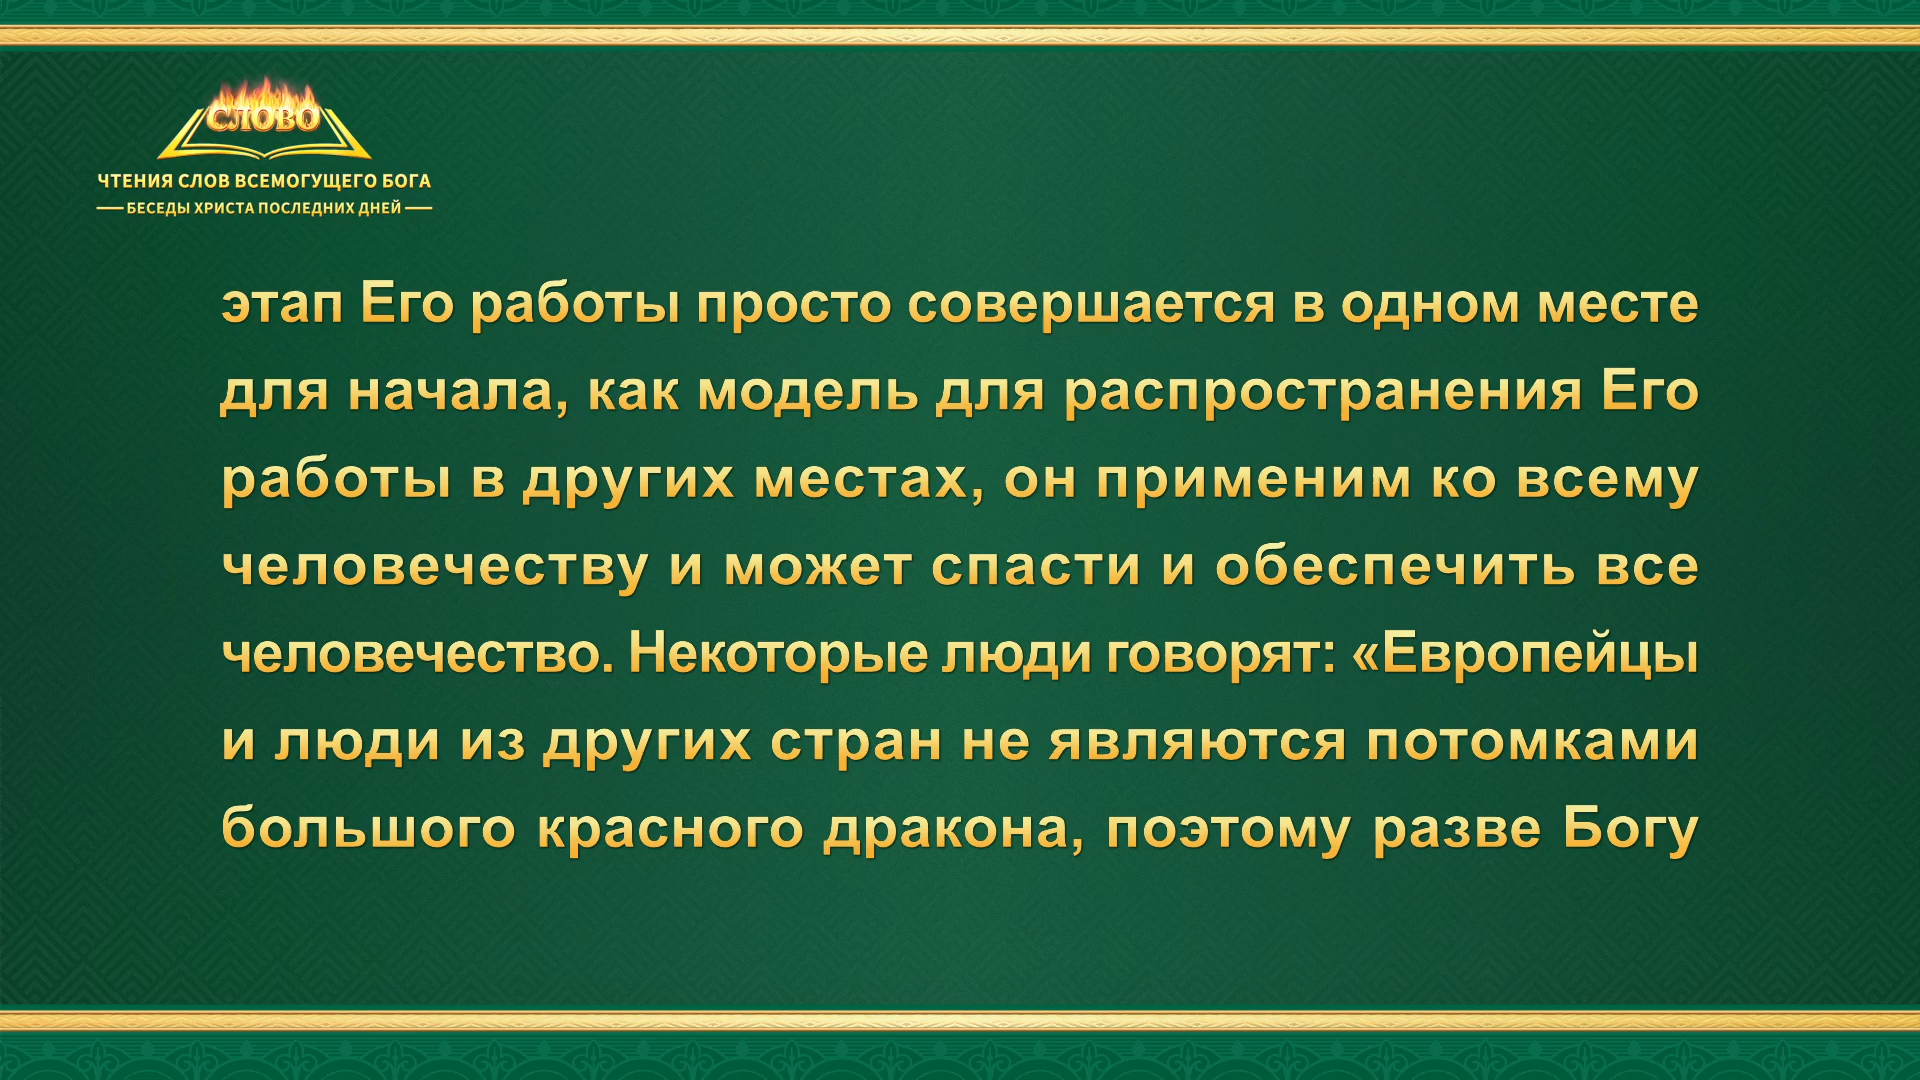 СЛОВО
ЧТЕНИЯ СЛОВ ВСЕМОГУЩЕГО БОГА
БЕСЕДЫ ХРИСТА ПОСЛЕДНИХ ДНЕЙ
этап Его работы просто совершается в одном месте
для начала, как модель для распространения Его
работы в других местах, он применим ко всему
человечеству и может спасти и обеспечить все
человечество. Некоторые люди говорят: «Европейцы
и люди из других стран не являются потомками
большого красного дракона, поэтому разве Богу